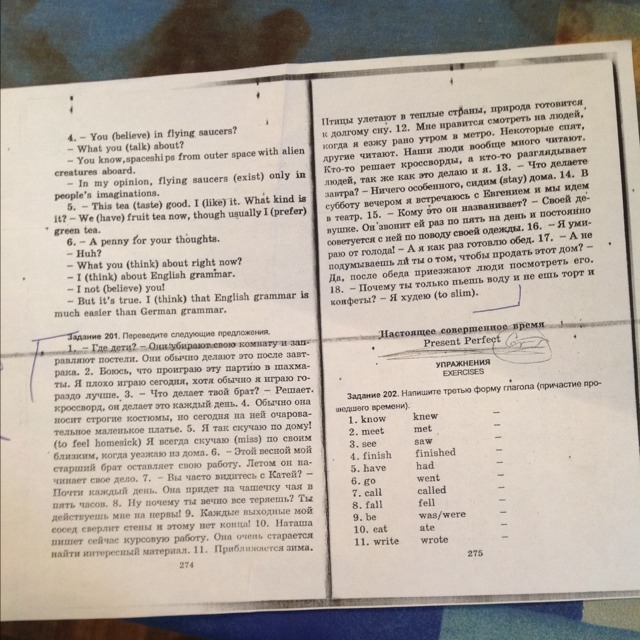 4. – You (believe) in flying saucers?
– What you (talk) about?
– You know, spaceships from outer space with alien
creatures aboard.
– In my opinion, flying saucers (exist) only in
people's imaginations.
5. – This tea (taste) good. I (like) it. What kind is
it? – We (have) fruit tea now, though usually I (prefer)
green tea.
6. – A penny for your thoughts.
– Huh?
– What you (think) about right now?
– I (think) about English grammar.
– I not (believe) you!
– But it's true. I (think) that English grammar is
much easier than German grammar.
Задание 201. Переведите следующие предложения.
1. – Где дети? – Они убирают свою комнату и зап-
равляют постели. Они обычно делают это после завт-
рака. 2. Боюсь, что проиграю эту партию в шахма-
ты. Я плохо играю сегодня, хотя обычно я играю го-
раздо лучше. 3. – Что делает твой брат? – Решает
кроссворд, он делает это каждый день. 4. Обычно она
носит строгие костюмы, но сегодня на ней очарова-
тельное маленькое платье. 5. Я так скучаю по дому!
(to feel homesick) Я всегда скучаю (miss) по своим
близким, когда уезжаю из дома. 6. – Этой весной мой
старший брат оставляет свою работу. Летом он на-
чинает свое дело. 7. – Вы часто видитесь с Катей? –
Почти каждый день. Она придет на чашечку чая в
пять часов. 8. Ну почему ты вечно все теряешь? Ты
действуешь мне на нервы! 9. Каждые выходные мой
сосед сверлит стены и этому нет конца! 10. Наташа
пишет сейчас курсовую работу. Она очень старается
найти интересный материал. 11. Приближается зима.
274
Птицы улетают в теплые страны, природа готовится
к долгому сну. 12. Мне нравится смотреть на людей,
когда я езжу рано утром в метро. Некоторые спят,
другие читают. Наши люди вообще много читают.
Кто-то решает кроссворды, а кто-то разглядывает
людей, так же как это делаю и я. 13. – Что делаете
завтра? – Ничего особенного, сидим (stay) дома. 14. В
субботу вечером я встречаюсь с Евгением и мы идем
в театр. 15. – Кому это он названивает? – Своей де-
вушке. Он звонит ей раз по пять на день и постоянно
советуется с ней по поводу своей одежды. 16. – Я уми-
раю от голода! – А я как раз готовлю обед. 17. – А не
подумываешь ли ты о том, чтобы продать этот дом? –
Да, после обеда приезжают люди посмотреть его.
18. – Почему ты только пьешь воду и не ешь торт и
конфеты? – Я худею (to slim).
Настоящее совершенное время
Present Perfect
УПРАЖНЕНИЯ
EXERCISES
Задание 202. Напишите третью форму глагола (причастие про-
шедшего времени).
1. know knew –
2. meet met –
3. see saw –
4. finish finished –
5. have had –
6. go went –
7. call called –
8. fall fell –
9. be was/were –
10. eat ate –
11. write wrote –
275